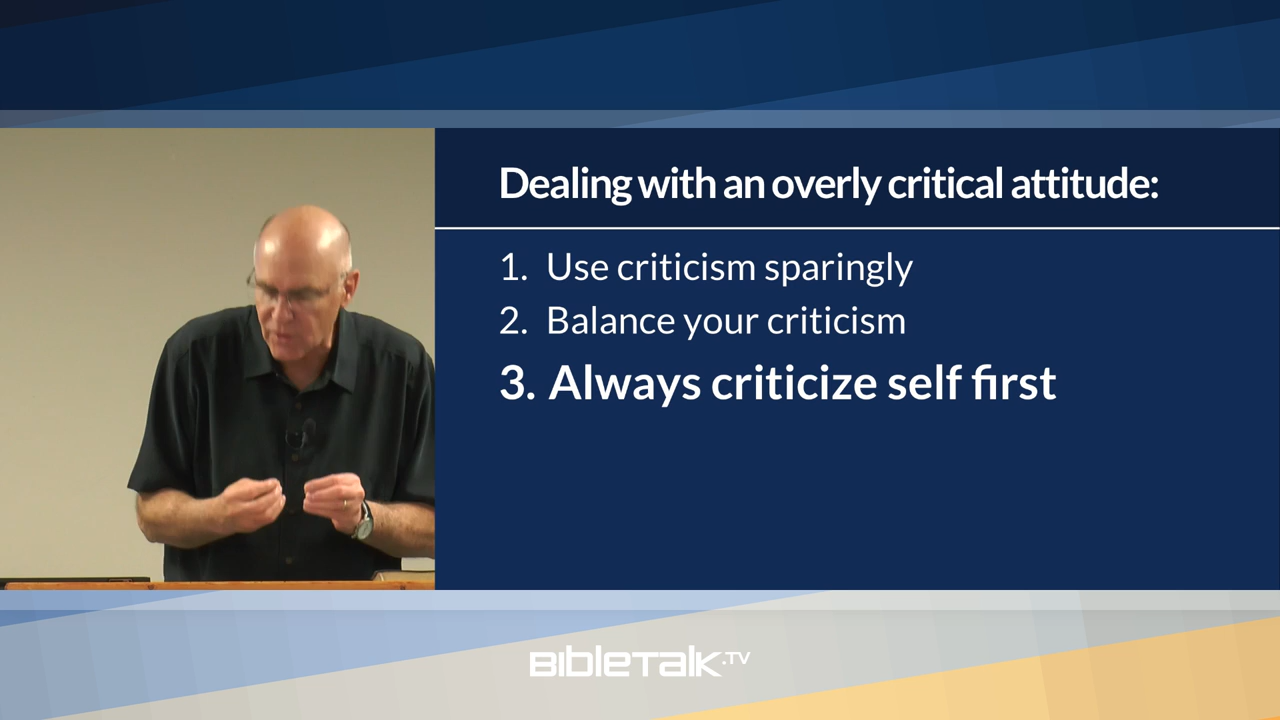 Dealing with an overly critical attitude:
1. Use criticism sparingly
2. Balance your criticism
3. Always criticize self first
BIBLETALK.TV